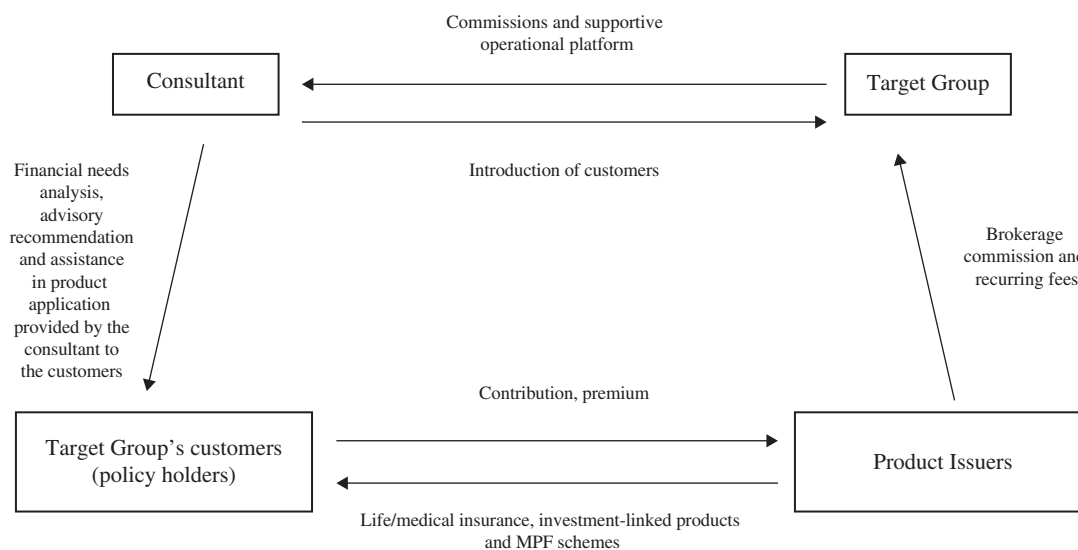 Commissions and supportive
operational platform
Consultant
Target Group
Introduction of customers
Financial needs
analysis,
advisory
recommendation
and assistance
in product
application
provided by the
consultant to
the customers
Brokerage
commission and
recurring fees
Contribution, premium
Target Group’s customers
(policy holders)
Product Issuers
Life/medical insurance, investment-linked products
and MPF schemes